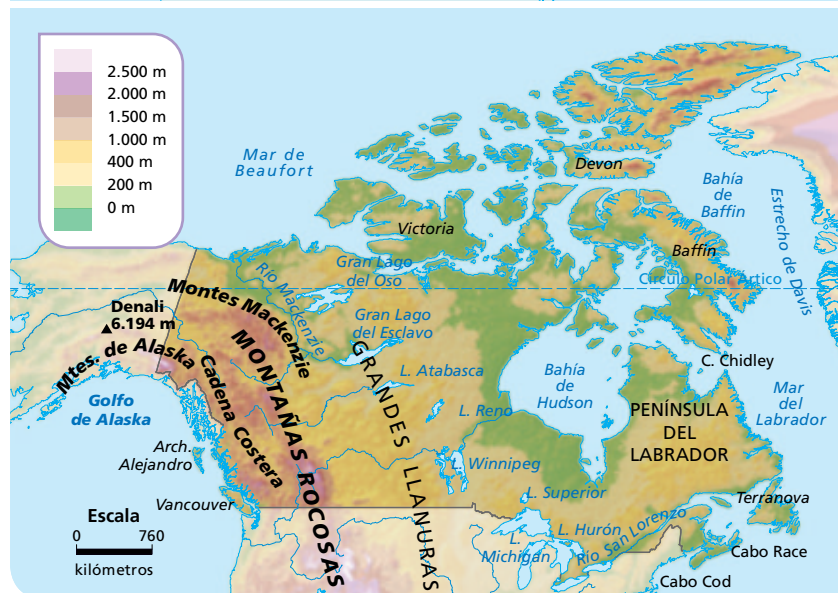 2.500 m
2.000 m
1.500 m
1.000 m
400 m
200 m
0 m
Mar de
Beaufort
Devon
Bahía
de
Baffin
Estrecho de Davis
Victoria
Baffin
Gran Lago
del Oso
Círculo Polar Ártico
Río Mackenzie
Montes Mackenzie
Denali
6.194 m
Gran Lago
del Esclavo
Mtes. de Alaska
MONTAÑAS ROCOSAS
GRANDES LLANURAS
Cadena Costera
L. Atabasca
Bahía
de
Hudson
C. Chidley
Golfo
de Alaska
L. Reno
PENÍNSULA
DEL
LABRADOR
Mar
del
Labrador
Arch.
Alejandro
L. Winnipeg
L. Superior
Terranova
Vancouver
Escala
0 760
kilómetros
L. Hurón
Río San Lorenzo
L.
Michigan
Cabo Race
Cabo Cod